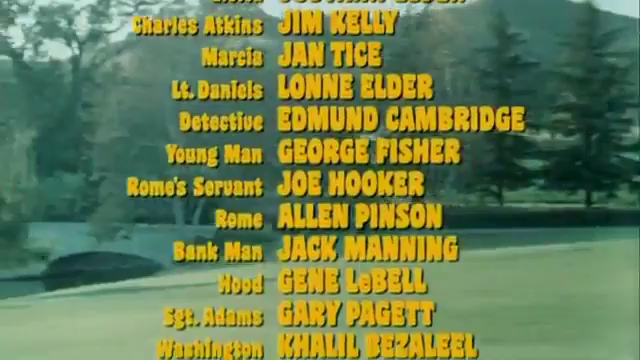 Charles Atkins JIM KELLY
Marcia JAN TICE
Lt. Daniels LONNE ELDER
Detective EDMUND CAMBRIDGE
Young Man GEORGE FISHER
Rome's Servant JOE HOOKER
Rome ALLEN PINSON
Bank Man JACK MANNING
Hood GENE LeBELL
Sgt. Adams GARY PAGETT
Washington KHALIL BEZALEEL